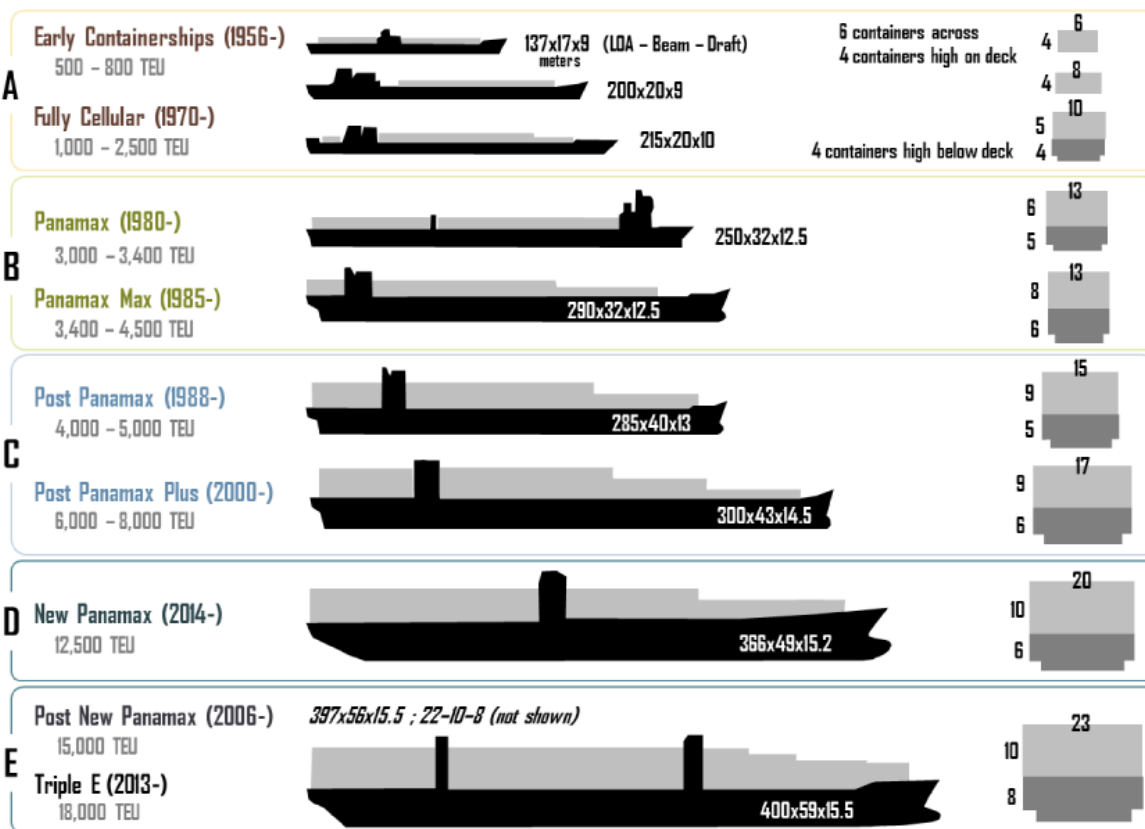 A
Early Containerships (1956-)
500 – 800 TEU
137x17x9 (LOA – Beam – Draft)
meters
6 containers across
4 containers high on deck
6
4
200x20x9
8
4
Fully Cellular (1970-)
1,000 – 2,500 TEU
215x20x10
4 containers high below deck
10
5
4
B
Panamax (1980-)
3,000 – 3,400 TEU
250x32x12.5
13
6
5
Panamax Max (1985-)
3,400 – 4,500 TEU
290x32x12.5
13
8
6
C
Post Panamax (1988-)
4,000 – 5,000 TEU
285x40x13
15
9
5
Post Panamax Plus (2000-)
6,000 – 8,000 TEU
300x43x14.5
17
9
6
D
New Panamax (2014-)
12,500 TEU
366x49x15.2
20
10
6
E
Post New Panamax (2006-)
15,000 TEU
397x56x15.5 ; 22–10–8 (not shown)
Triple E (2013-)
18,000 TEU
400x59x15.5
23
10
8